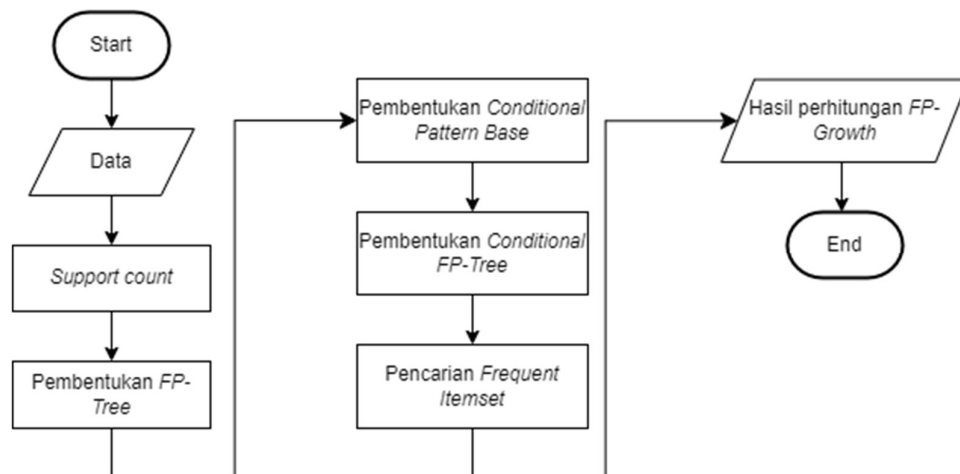 Start
Data
Support count
Pembentukan FP-
Tree
Pembentukan Conditional
Pattern Base
Pembentukan Conditional
FP-Tree
Pencarian Frequent
Itemset
Hasil perhitungan FP-
Growth
End